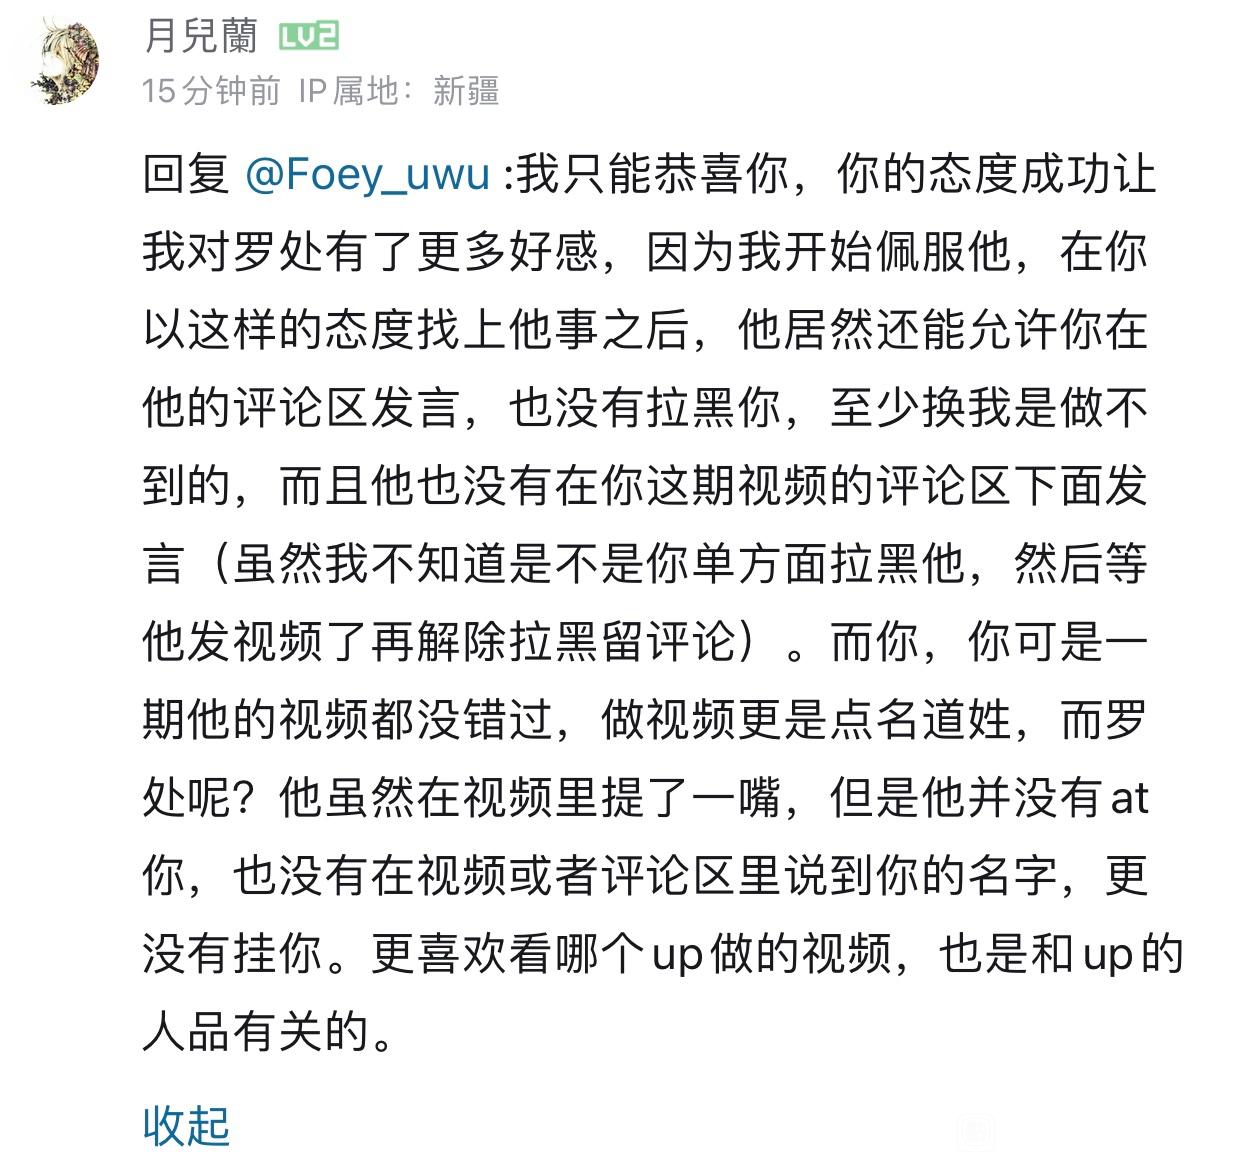 月兒蘭 LV2
15分钟前 IP属地：新疆
回复 @Foey_uwu :我只能恭喜你，你的态度成功让
我对罗处有了更多好感，因为我开始佩服他，在你
以这样的态度找上他事之后，他居然还能允许你在
他的评论区发言，也没有拉黑你，至少换我是做不
到的，而且他也没有在你这期视频的评论区下面发
言（虽然我不知道是不是你单方面拉黑他，然后等
他发视频了再解除拉黑留评论）。而你，你可是一
期他的视频都没错过，做视频更是点名道姓，而罗
处呢？他虽然在视频里提了一嘴，但是他并没有at
你，也没有在视频或者评论区里说到你的名字，更
没有挂你。更喜欢看哪个up做的视频，也是和up的
人品有关的。
收起